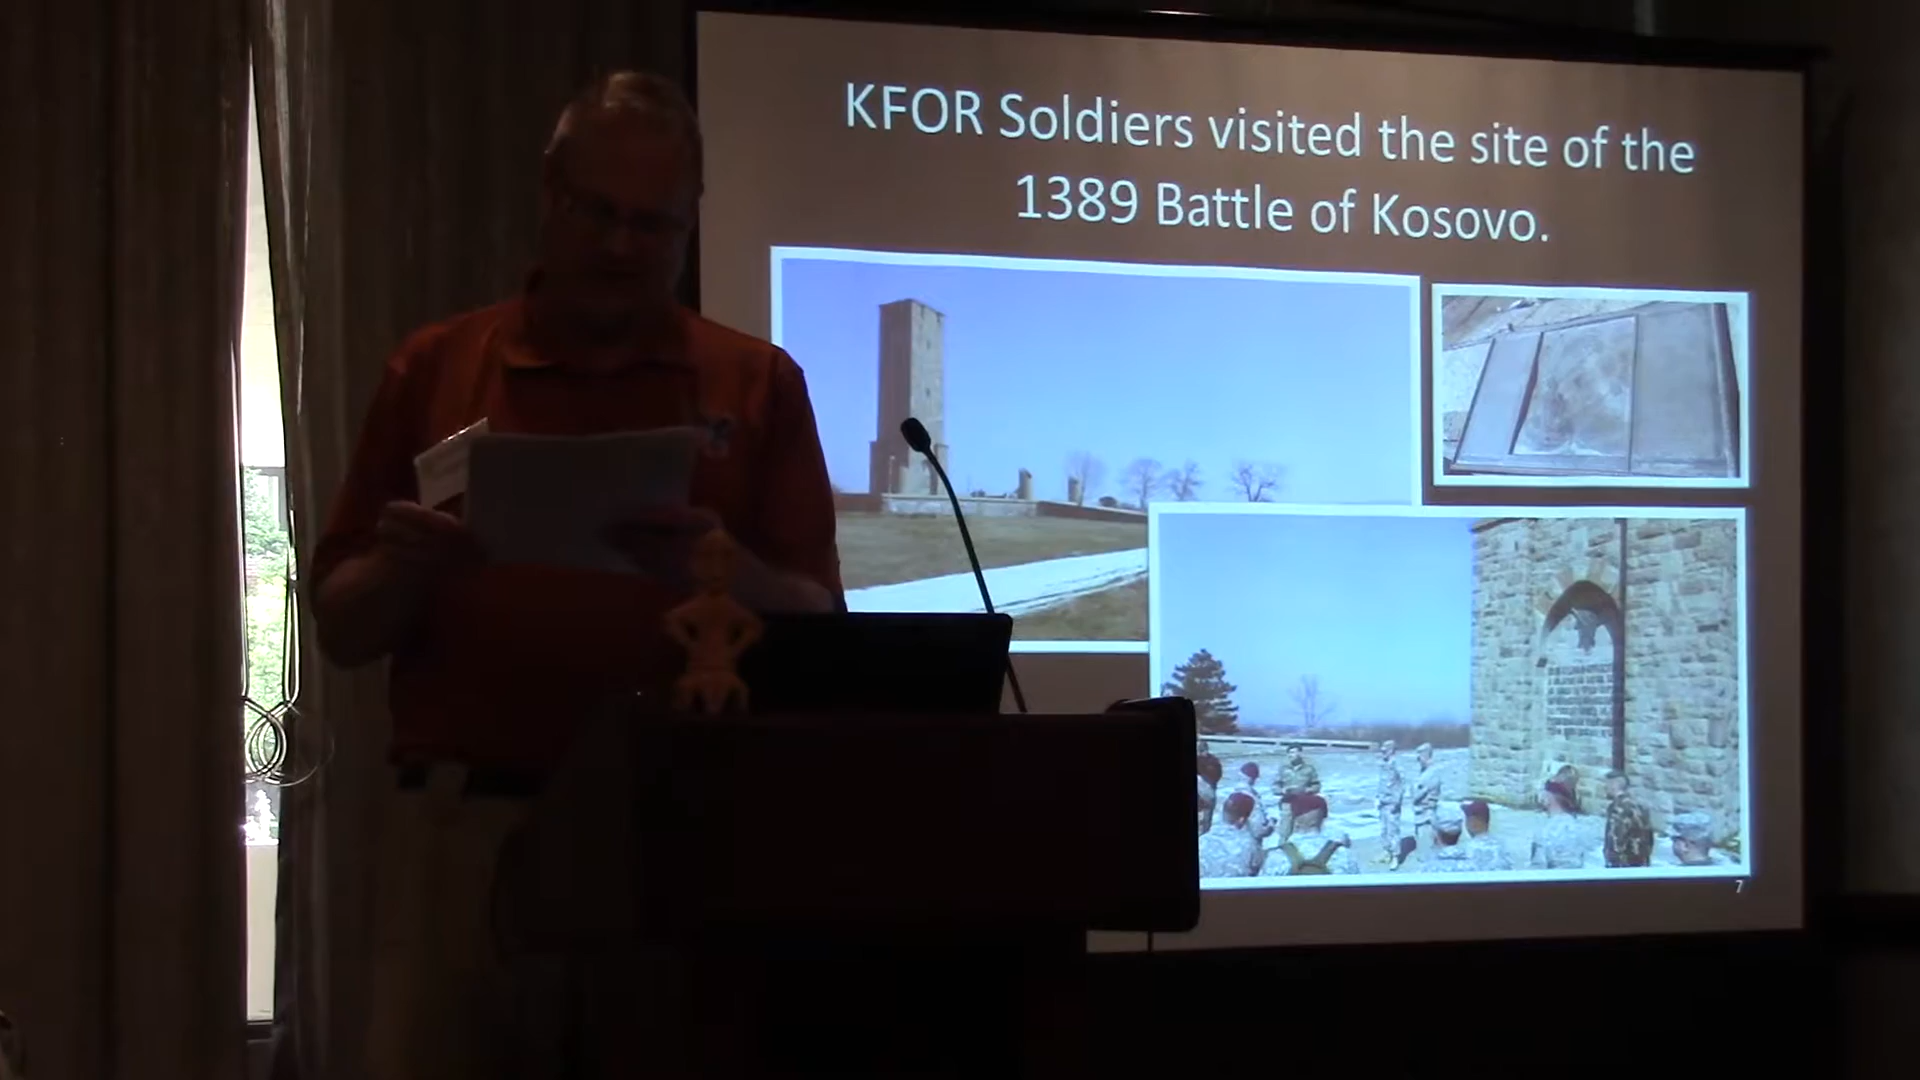 KFOR Soldiers visited the site of the
1389 Battle of Kosovo.
7